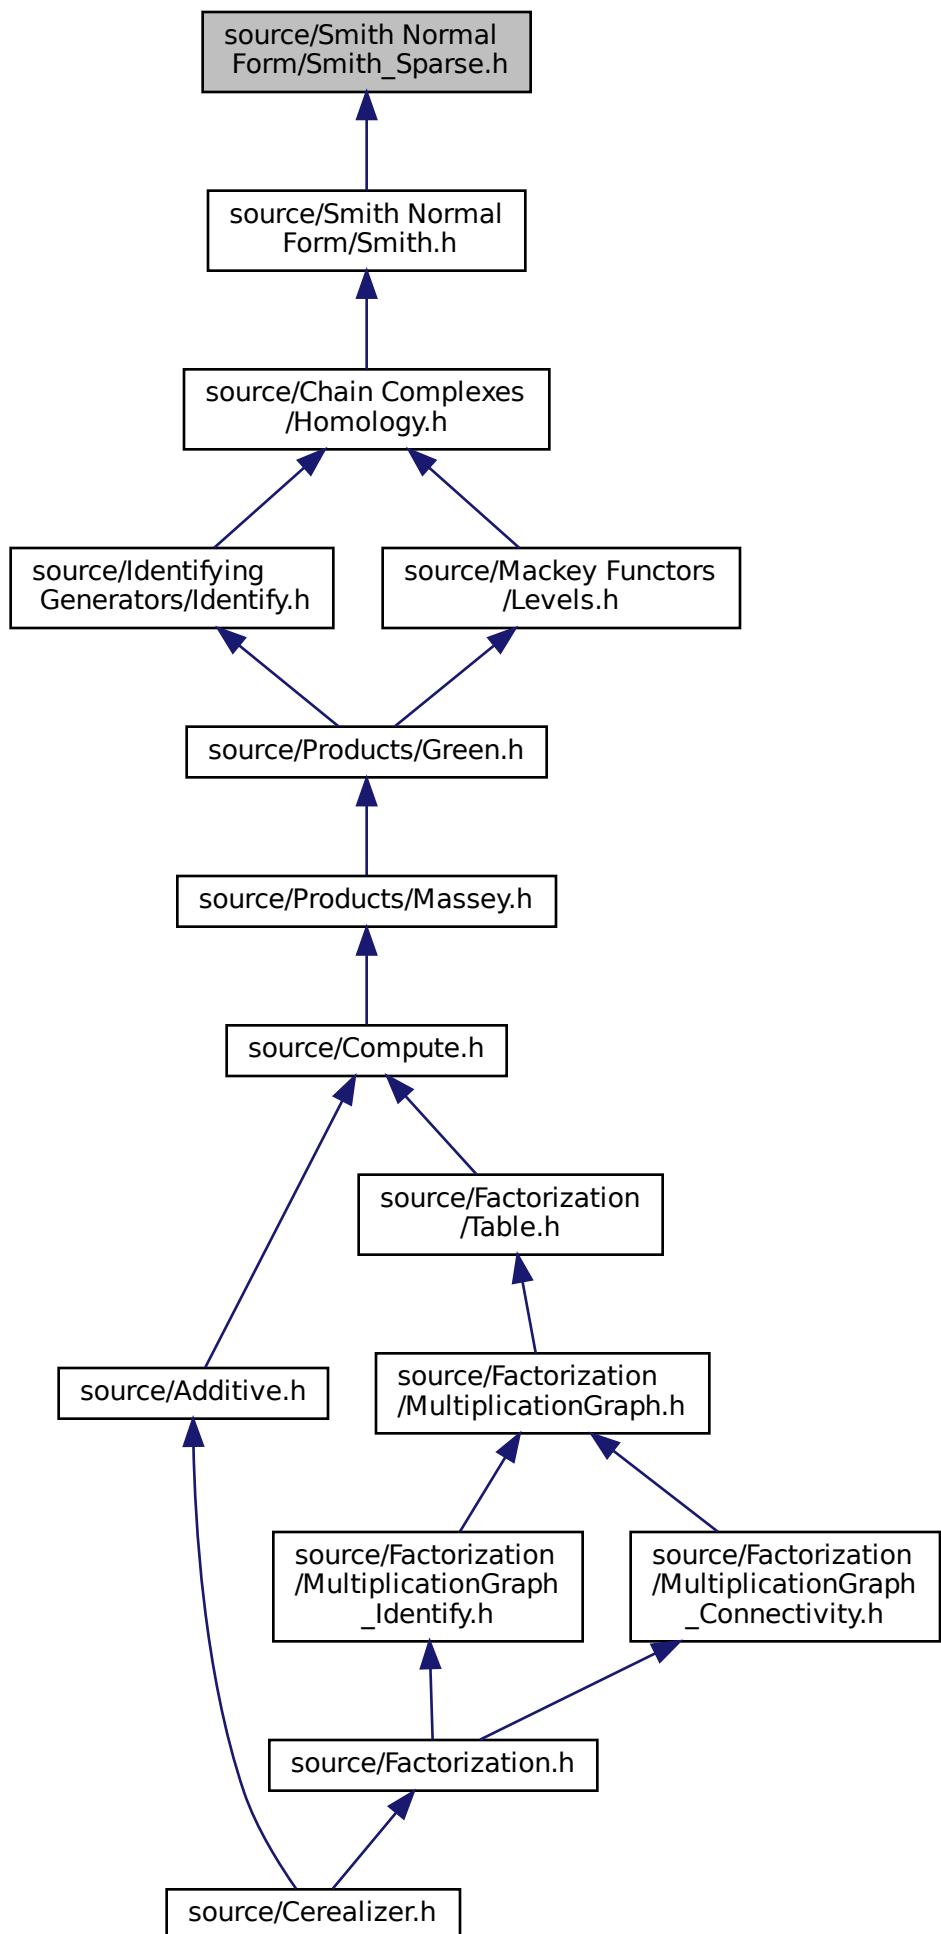 source/Smith Normal
Form/Smith_Sparse.h
source/Smith Normal
Form/Smith.h
source/Chain Complexes
/Homology.h
source/Identifying
Generators/Identify.h
source/Mackey Functors
/Levels.h
source/Products/Green.h
source/Products/Massey.h
source/Compute.h
source/Factorization
/Table.h
source/Additive.h
source/Factorization
/MultiplicationGraph.h
source/Factorization
/MultiplicationGraph
_Identify.h
source/Factorization
/MultiplicationGraph
_Connectivity.h
source/Factorization.h
source/Cerealizer.h